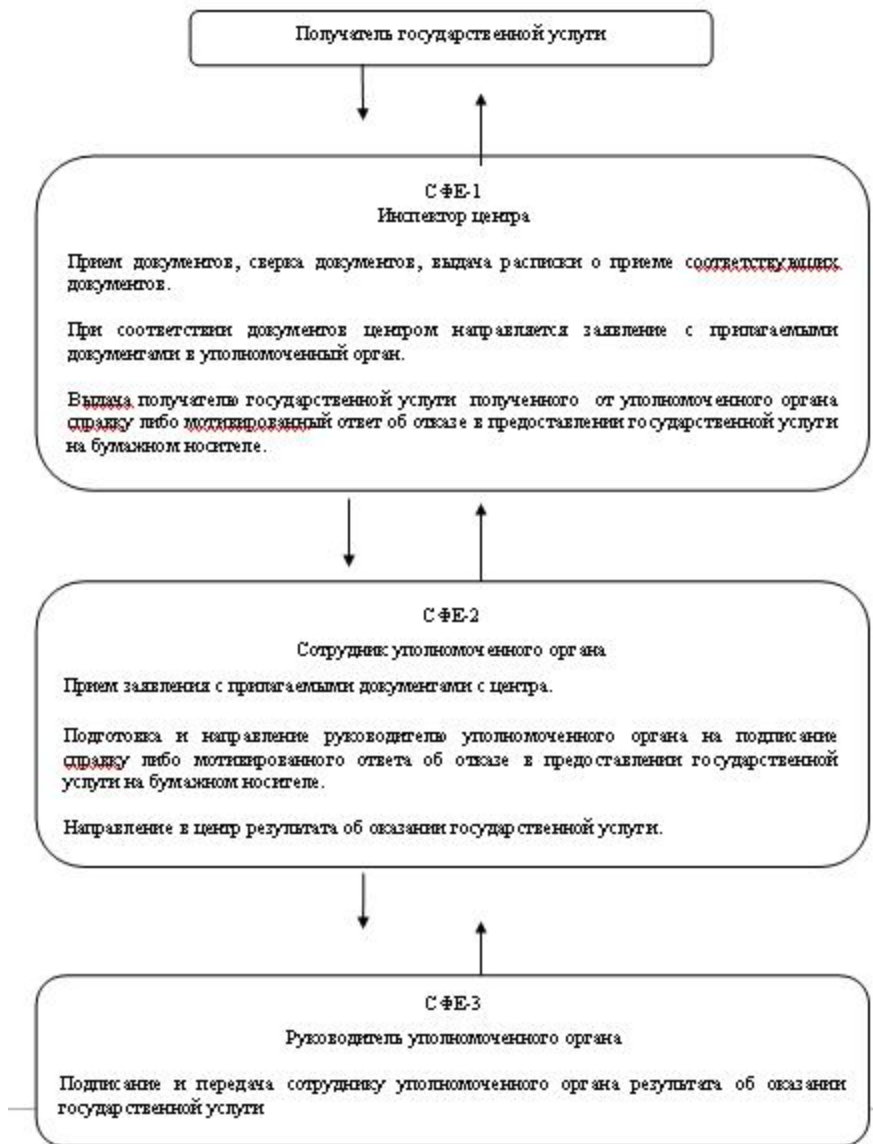 Получатель государственной услуги
СФЕ-1
Инспектор центра
Прием документов, сверка документов, выдача расписки о приеме соответствующих
документов.
При соответствии документов центром направляется заявление с прилагаемыми
документами в уполномоченный орган.
Выдача получателю государственной услуги полученного от уполномоченного органа
справку либо мотивированный ответ об отказе в предоставлении государственной услуги
на бумажном носителе.
СФЕ-2
Сотрудник уполномоченного органа
Прием заявления с прилагаемыми документами с центра.
Подготовка и направление руководителю уполномоченного органа на подписание
справку либо мотивированного ответа об отказе в предоставлении государственной
услуги на бумажном носителе.
Направление в центр результата об оказании государственной услуги.
СФЕ-3
Руководитель уполномоченного органа
Подписание и передача сотруднику уполномоченного органа результата об оказании
государственной услуги